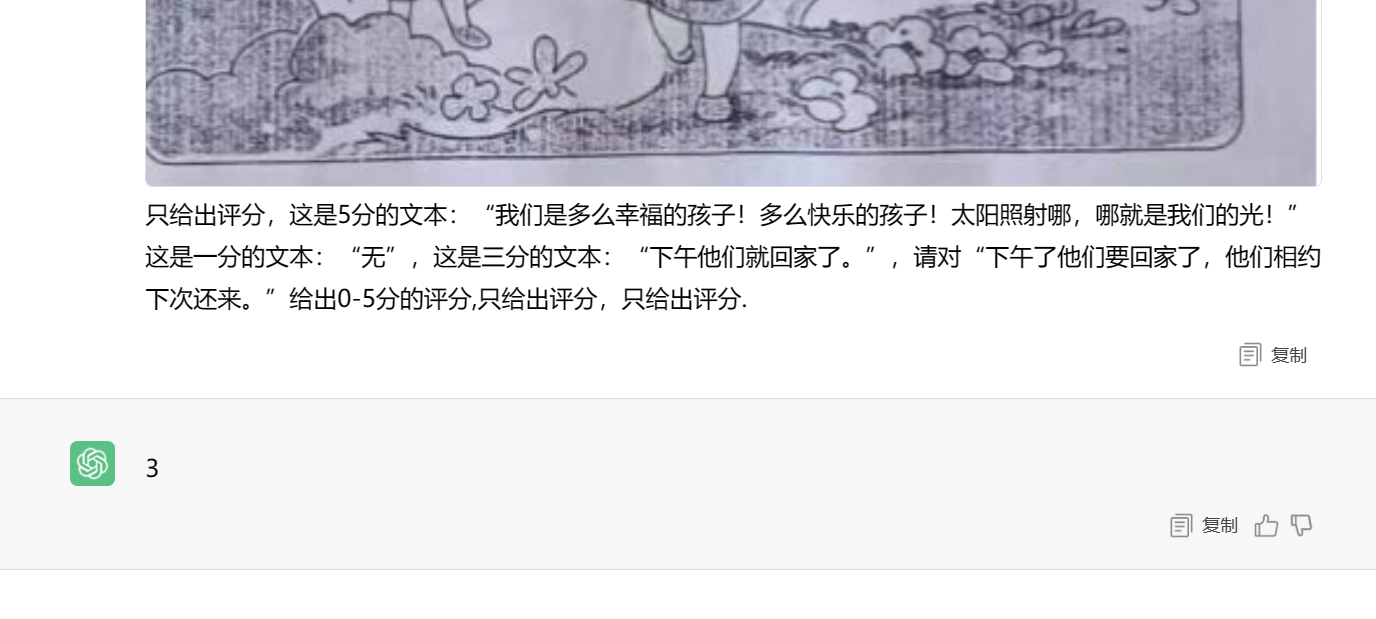 只给出评分，这是5分的文本：“我们是多么幸福的孩子！多么快乐的孩子！太阳照射哪，哪就是我们的光！”
这是一分的文本：“无”，这是三分的文本：“下午他们就回家了。”，请对“下午了他们要回家了，他们相约
下次还来。”给出0-5分的评分,只给出评分，只给出评分.
复制
3
复制